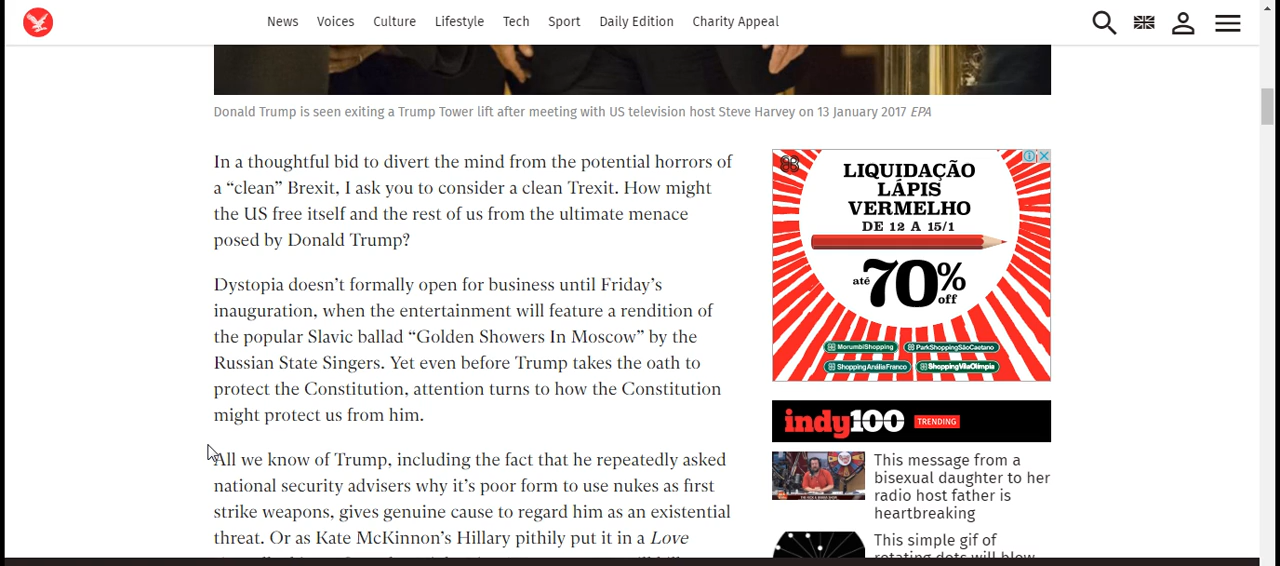 News Voices Culture Lifestyle Tech Sport Daily Edition Charity Appeal
Donald Trump is seen exiting a Trump Tower lift after meeting with US television host Steve Harvey on 13 January 2017 EPA
In a thoughtful bid to divert the mind from the potential horrors of
a “clean” Brexit, I ask you to consider a clean Trexit. How might
the US free itself and the rest of us from the ultimate menace
posed by Donald Trump?
Dystopia doesn’t formally open for business until Friday’s
inauguration, when the entertainment will feature a rendition of
the popular Slavic ballad “Golden Showers In Moscow” by the
Russian State Singers. Yet even before Trump takes the oath to
protect the Constitution, attention turns to how the Constitution
might protect us from him.
All we know of Trump, including the fact that he repeatedly asked
national security advisers why it’s poor form to use nukes as first
strike weapons, gives genuine cause to regard him as an existential
threat. Or as Kate McKinnon’s Hillary pithily put it in a Love
LIQUIDAÇÃO
LÁPIS
VERMELHO
DE 12 A 15/1
até 70% off
MorumbiShopping ParkShoppingSãoCaetano
ShoppingAnáliaFranco ShoppingVilaOlímpia
indy100 TRENDING
This message from a
bisexual daughter to her
radio host father is
heartbreaking
This simple gif of
rotating dots will blow